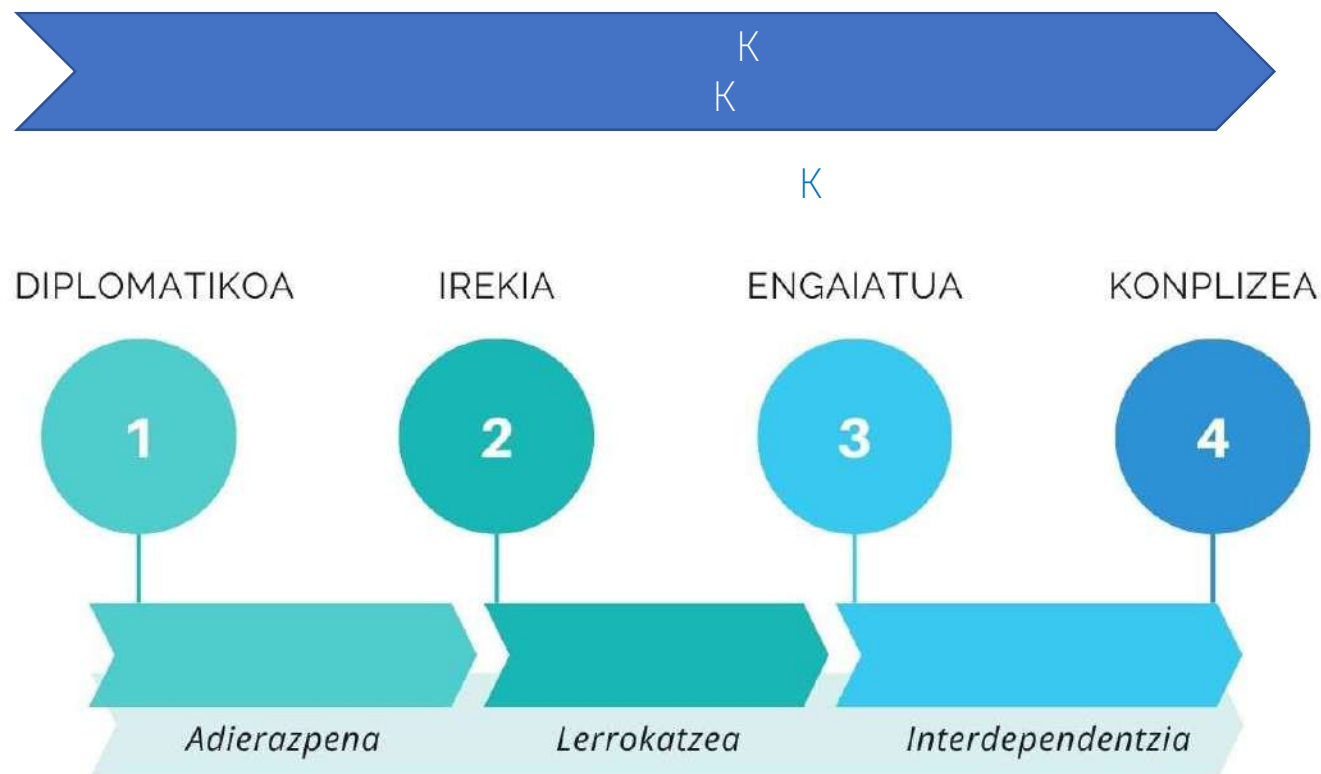 K
K
K
DIPLOMATIKOA IREKIA ENGAIATUA KONPLIZEA
1 2 3 4
Adierazpena Lerrokatzea Interdependentzia